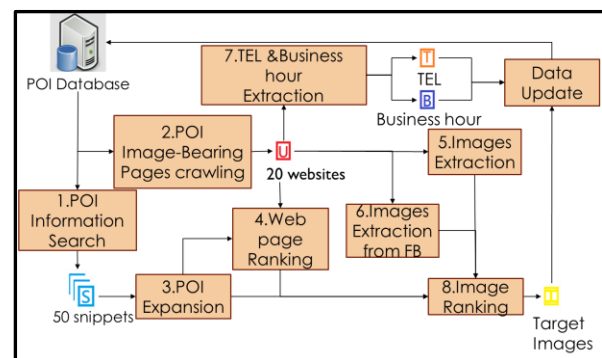 POI Database
7.TEL &Business
hour
Extraction
T
TEL
B
Business hour
Data
Update
2.POI
Image-Bearing
Pages crawling
U
20 websites
5.Images
Extraction
1.POI
Information
Search
4.Web
page
Ranking
6.Images
Extraction
from FB
S
50 snippets
3.POI
Expansion
8.Image
Ranking
I
Target
Images